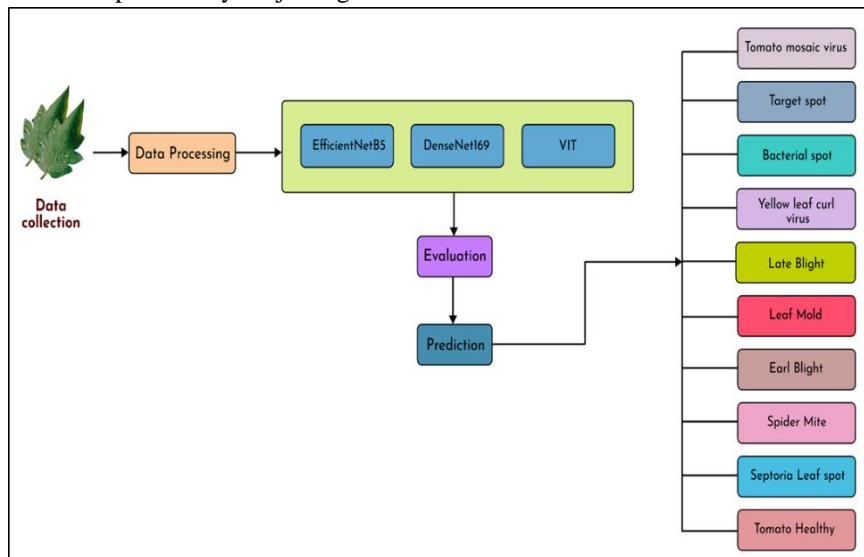 Tomato mosaic virus
Target spot
EfficientNetB5
DenseNet169
VIT
Data Processing
Bacterial spot
Data
collection
Yellow leaf curl
virus
Evaluation
Late Blight
Leaf Mold
Prediction
Earl Blight
Spider Mite
Septoria Leaf spot
Tomato Healthy